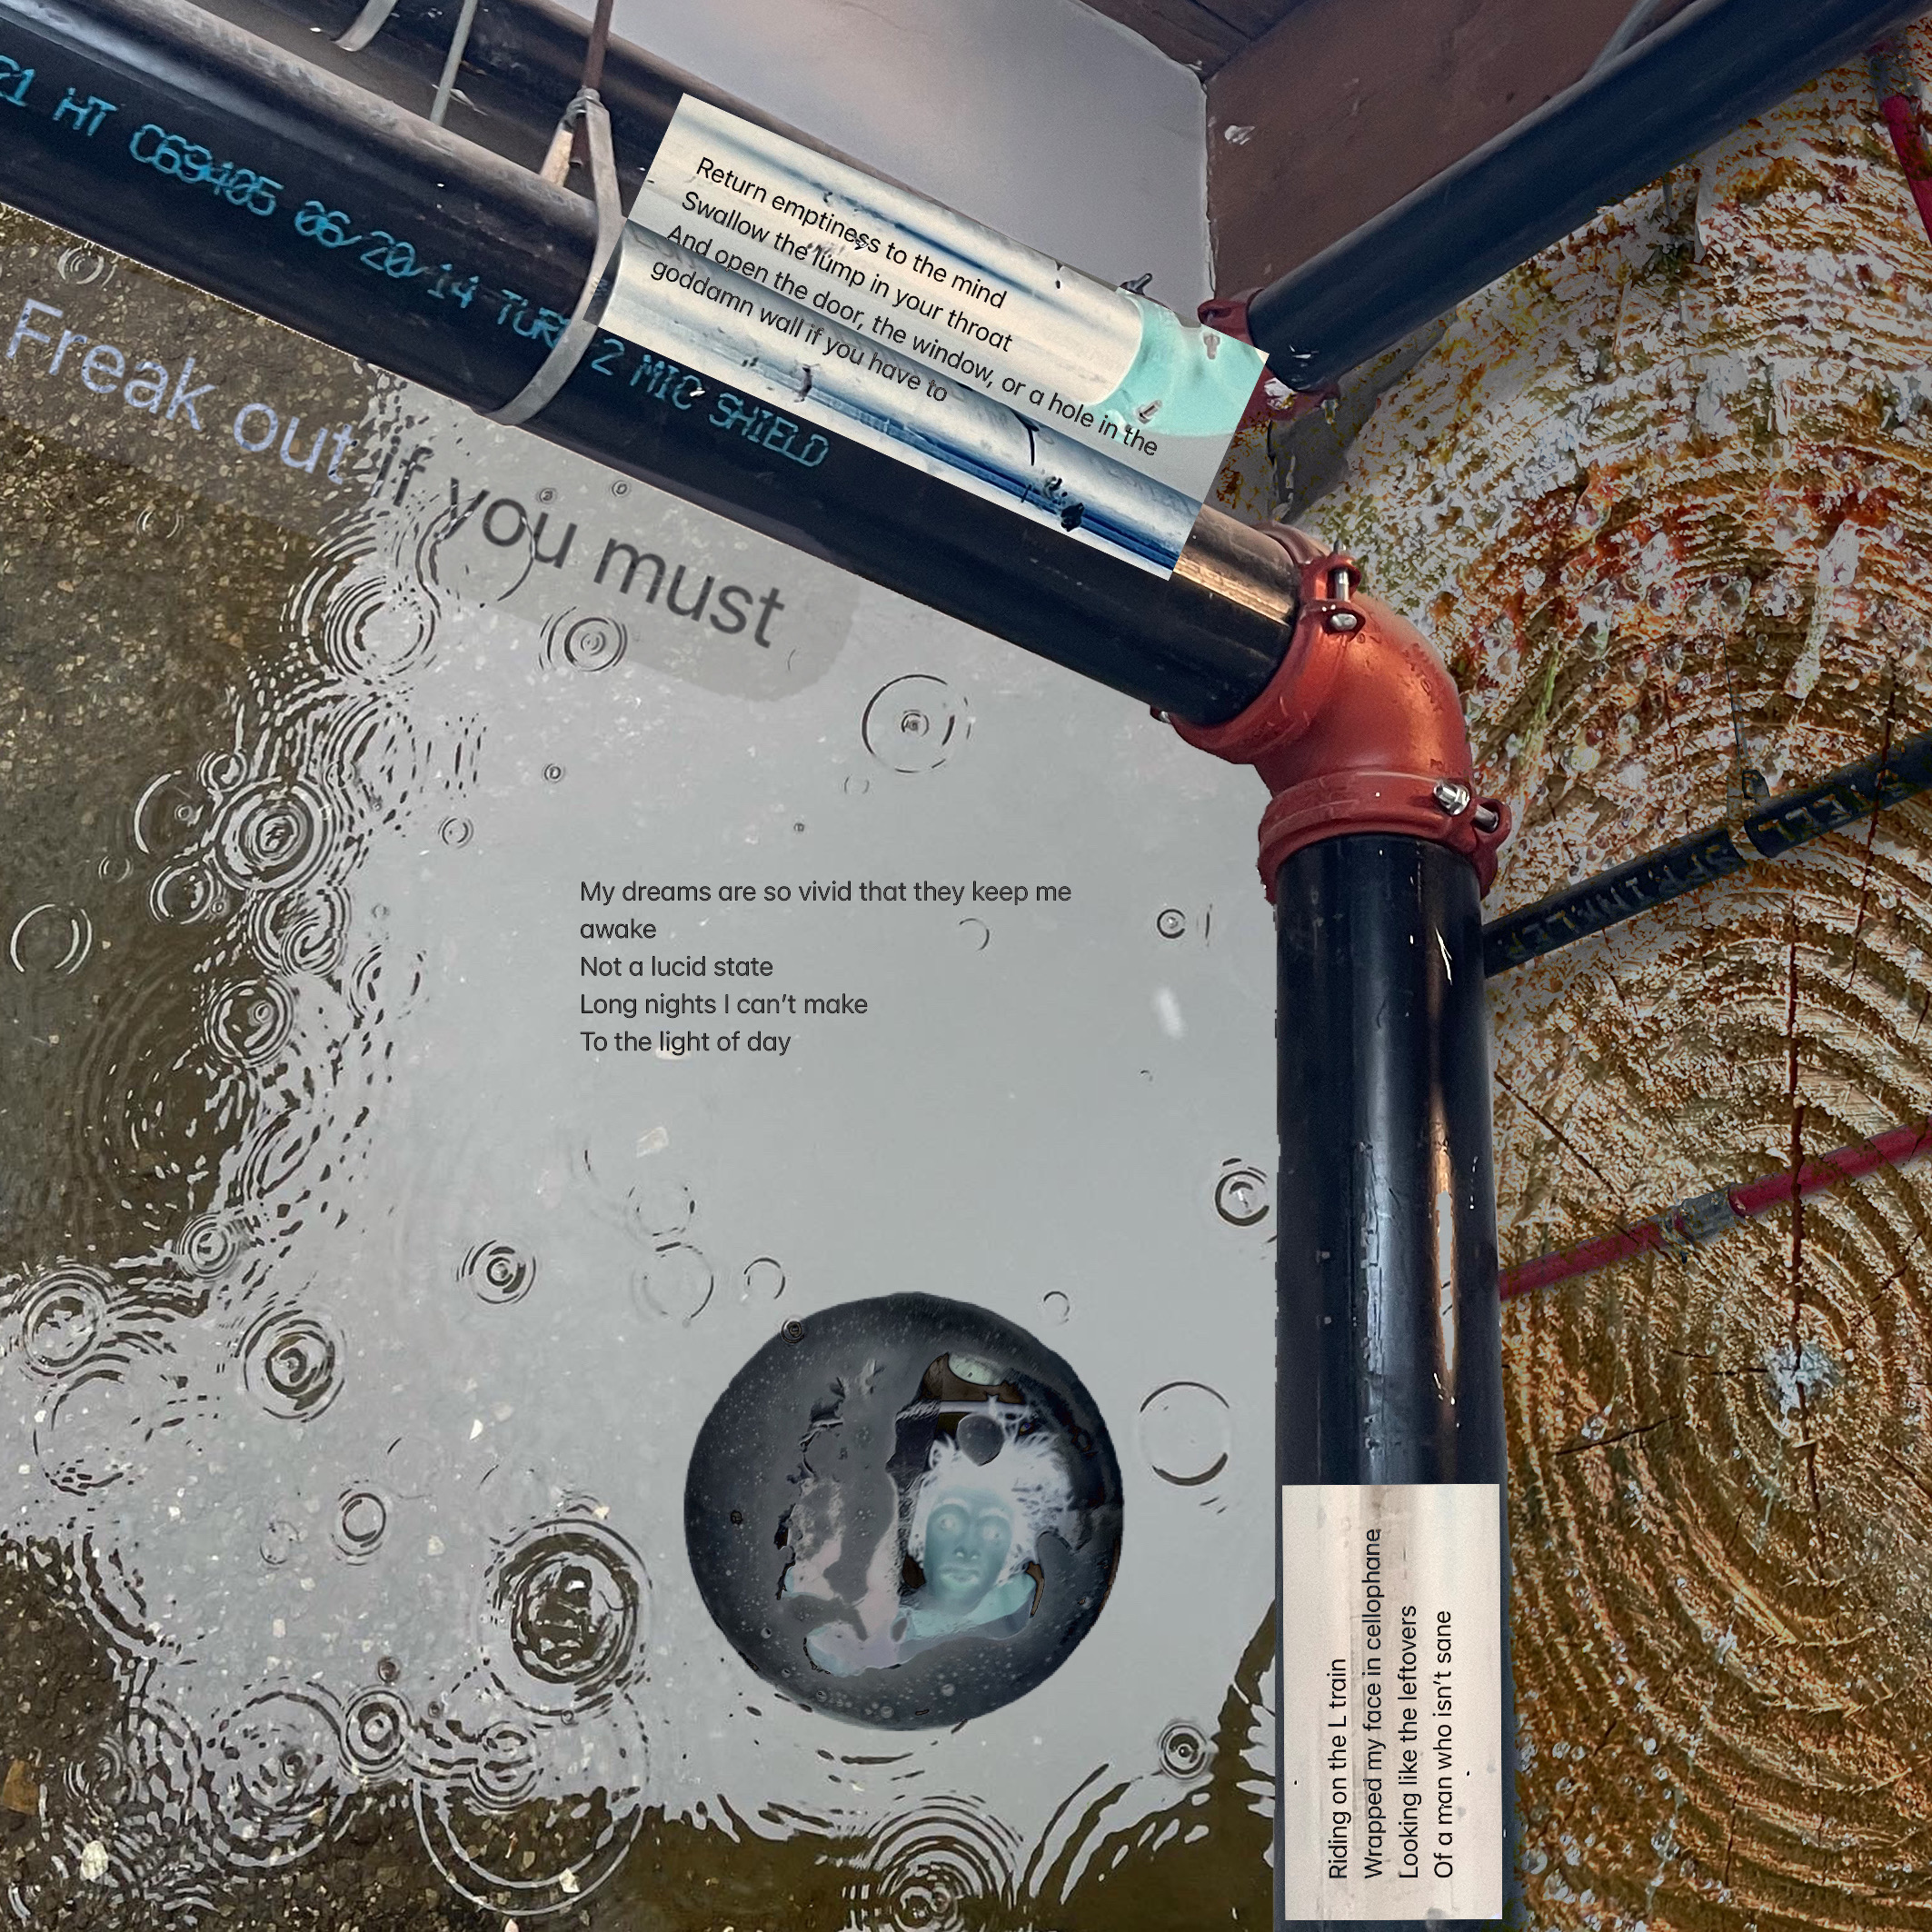 21 HT C69405 06/20/14 TURF 2 MIC SHIELD
Return emptiness to the mind
Swallow the lump in your throat
And open the door, the window, or a hole in the
goddamn wall if you have to
Freak out if you must
My dreams are so vivid that they keep me
awake
Not a lucid state
Long nights I can't make
To the light of day
STEEL SPRINKLER
Riding on the L train
Wrapped my face in cellophane
Looking like the leftovers
Of a man who isn't sane